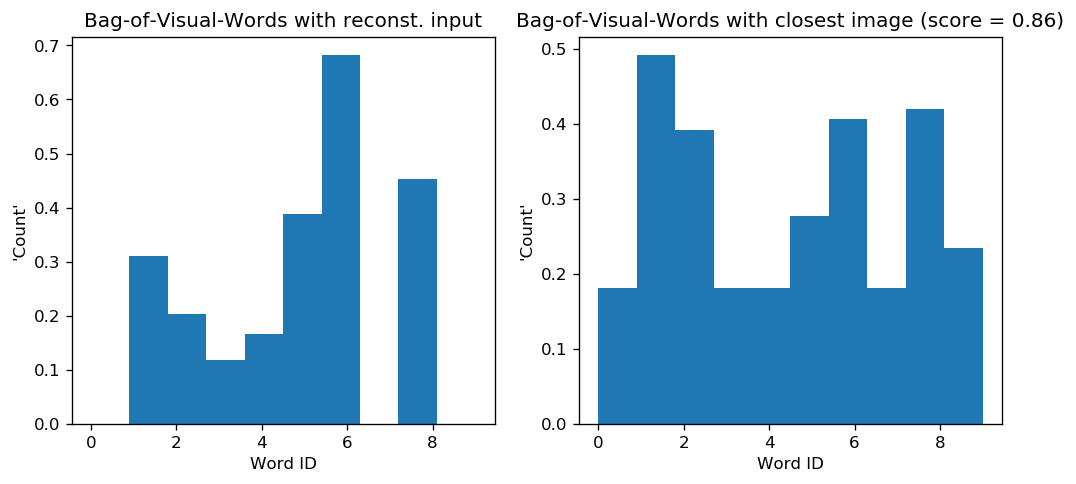 Bag-of-Visual-Words with reconst. input
0.7
0.6
0.5
0.4
0.3
0.2
0.1
0.0
'Count'
0 2 4 6 8
Word ID
Bag-of-Visual-Words with closest image (score = 0.86)
0.5
0.4
0.3
0.2
0.1
0.0
'Count'
0 2 4 6 8
Word ID